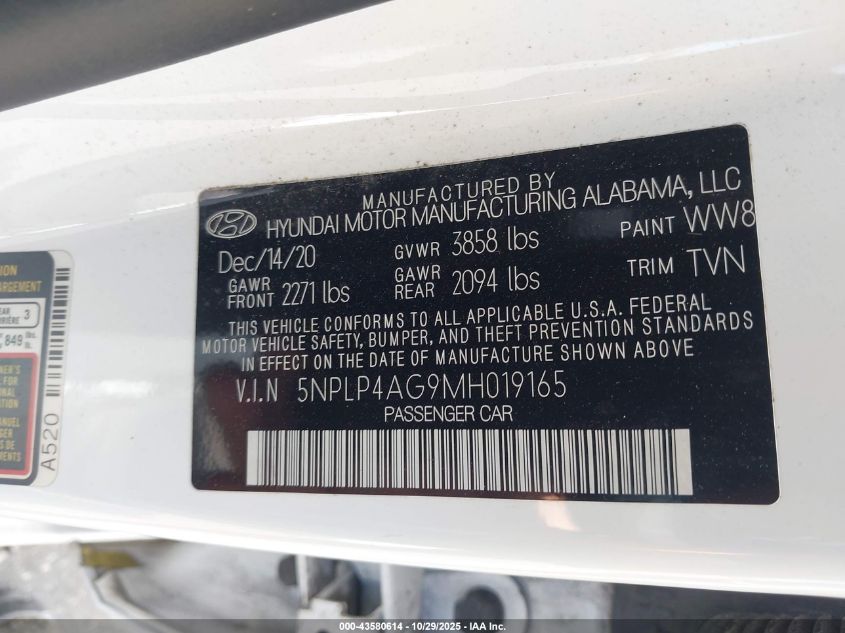 MANUFACTURED BY
HYUNDAI MOTOR MANUFACTURING ALABAMA, LLC
Dec/14/20 GVWR 3858 lbs PAINT WW8
GAWR FRONT 2271 lbs GAWR REAR 2094 lbs TRIM TVN
THIS VEHICLE CONFORMS TO ALL APPLICABLE U.S.A. FEDERAL
MOTOR VEHICLE SAFETY, BUMPER, AND THEFT PREVENTION STANDARDS
IN EFFECT ON THE DATE OF MANUFACTURE SHOWN ABOVE
V.I.N 5NPLP4AG9MH019165
PASSENGER CAR
3
849 lbs.
A520
000-43580614 - 10/29/2025 - IAA Inc.